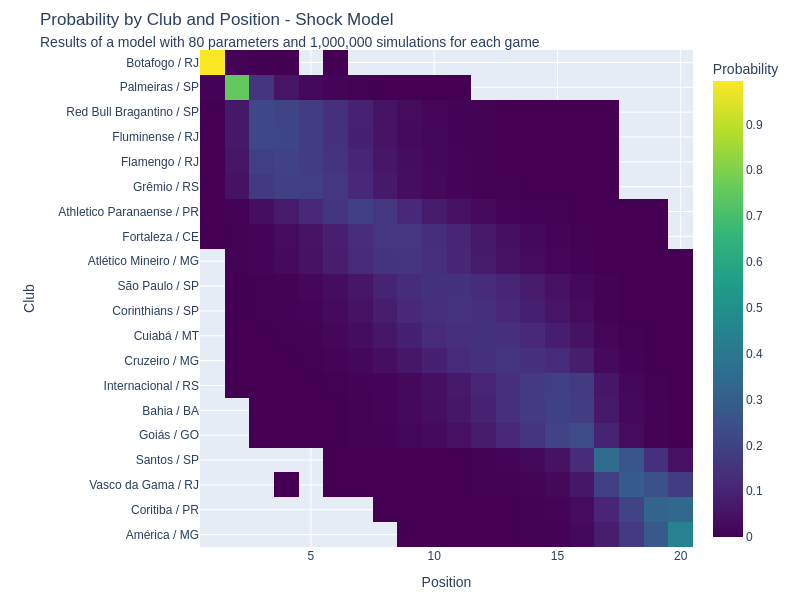 Probability by Club and Position - Shock Model
Results of a model with 80 parameters and 1,000,000 simulations for each game
Probability
Botafogo / RJ
Palmeiras / SP
Red Bull Bragantino / SP
Fluminense / RJ
Flamengo / RJ
Grêmio / RS
Athletico Paranaense / PR
Fortaleza / CE
Atlético Mineiro / MG
São Paulo / SP
Corinthians / SP
Cuiabá / MT
Cruzeiro / MG
Internacional / RS
Bahia / BA
Goiás / GO
Santos / SP
Vasco da Gama / RJ
Coritiba / PR
América / MG
Club
5
10
15
20
Position
0.9
0.8
0.7
0.6
0.5
0.4
0.3
0.2
0.1
0